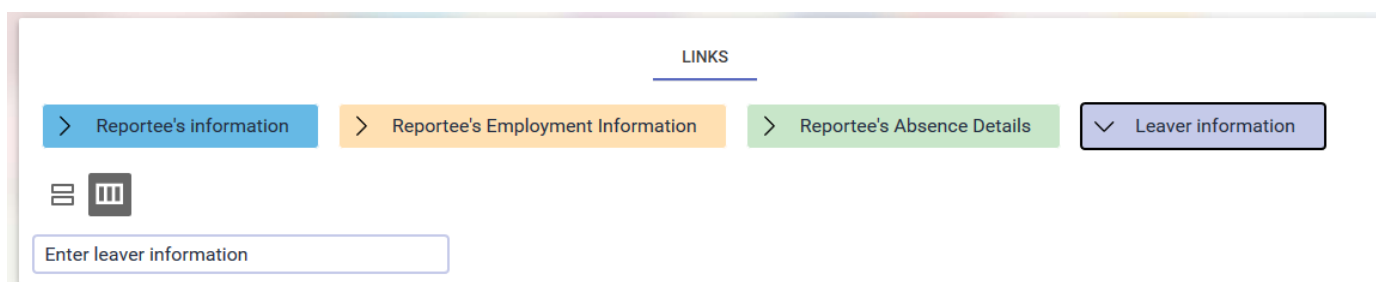 LINKS
Reportee's information
Reportee's Employment Information
Reportee's Absence Details
Leaver information
Enter leaver information